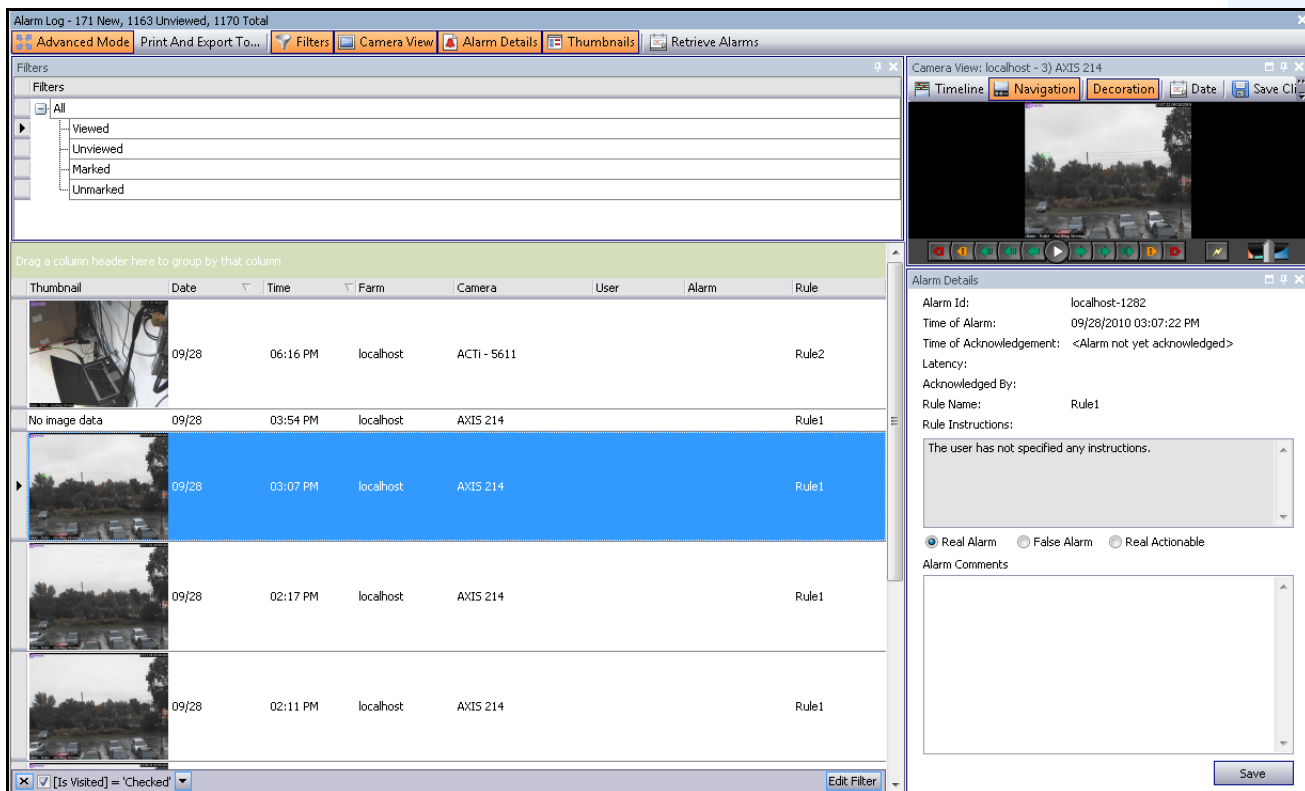 Alarm Log - 171 New, 1163 Unviewed, 1170 Total
Advanced Mode Print And Export To... Filters Camera View Alarm Details Thumbnails Retrieve Alarms
Filters
Filters
All
Viewed
Unviewed
Marked
Unmarked
Drag a column header here to group by that column
Thumbnail Date Time Farm Camera User Alarm Rule
09/28 06:16 PM localhost ACTi - 5611 Rule2
No image data 09/28 03:54 PM localhost AXIS 214 Rule1
09/28 03:07 PM localhost AXIS 214 Rule1
09/28 02:17 PM localhost AXIS 214 Rule1
09/28 02:11 PM localhost AXIS 214 Rule1
[Is Visited] = 'Checked' Edit Filter
Camera View: localhost - 3) AXIS 214
Timeline Navigation Decoration Date Save Cli
Alarm Details
Alarm Id: localhost-1282
Time of Alarm: 09/28/2010 03:07:22 PM
Time of Acknowledgement: <Alarm not yet acknowledged>
Latency:
Acknowledged By:
Rule Name: Rule1
Rule Instructions:
The user has not specified any instructions.
Real Alarm False Alarm Real Actionable
Alarm Comments
Save